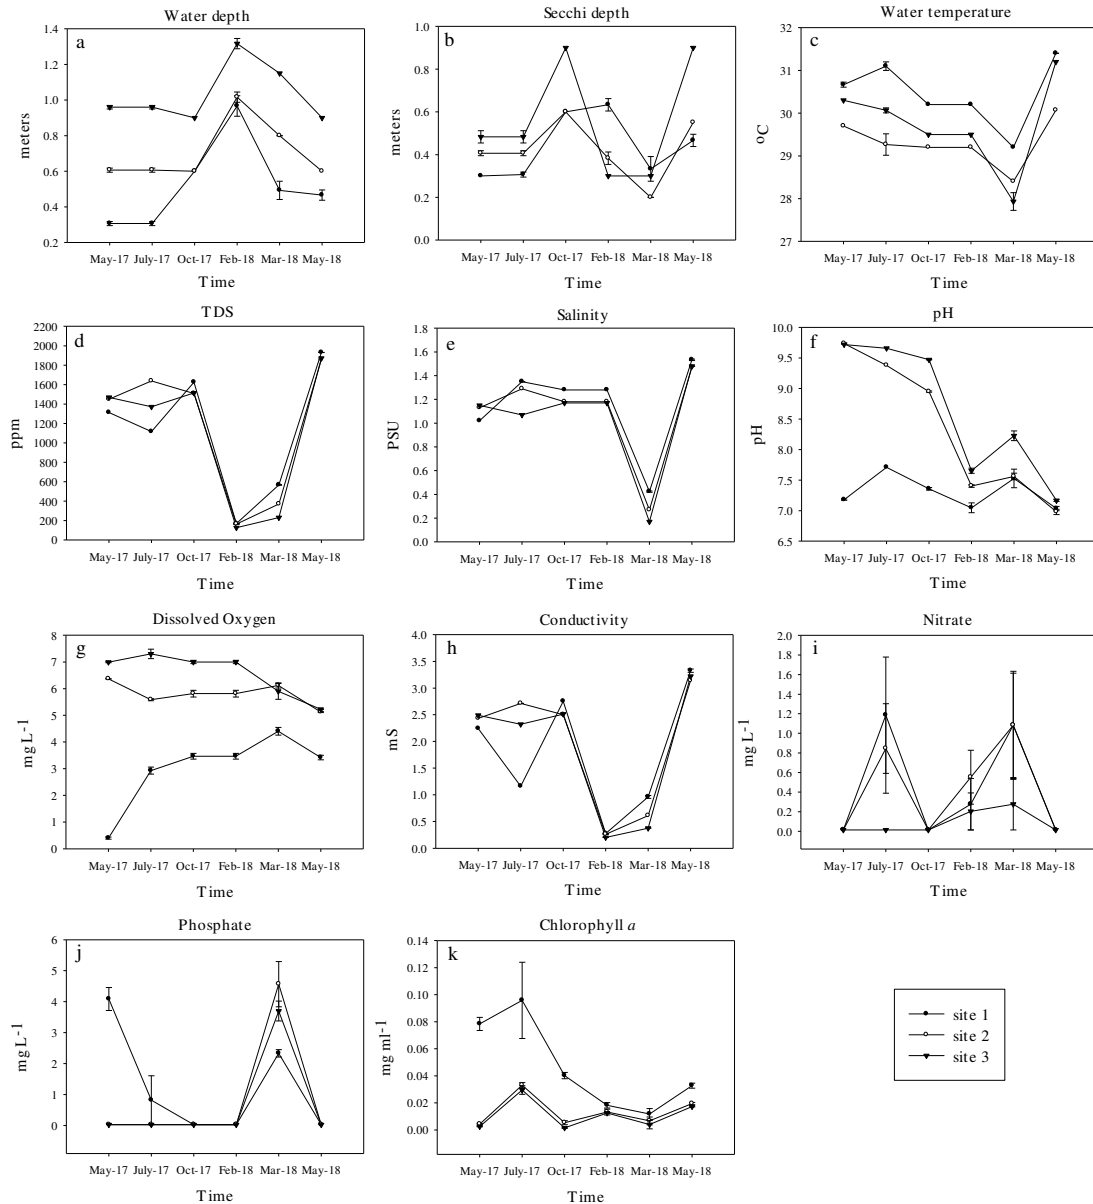 Water depth
a
1.4
1.2
1.0
0.8
0.6
0.4
0.2
meters
May-17 July-17 Oct-17 Feb-18 Mar-18 May-18
Time
Secchi depth
b
1.0
0.8
0.6
0.4
0.2
0.0
meters
May-17 July-17 Oct-17 Feb-18 Mar-18 May-18
Time
Water temperature
c
32
31
30
29
28
27
oC
May-17 July-17 Oct-17 Feb-18 Mar-18 May-18
Time
TDS
d
2200
2000
1800
1600
1400
1200
1000
800
600
400
200
0
ppm
May-17 July-17 Oct-17 Feb-18 Mar-18 May-18
Time
Salinity
e
1.8
1.6
1.4
1.2
1.0
0.8
0.6
0.4
0.2
0.0
PSU
May-17 July-17 Oct-17 Feb-18 Mar-18 May-18
Time
pH
f
10.0
9.5
9.0
8.5
8.0
7.5
7.0
6.5
pH
May-17 July-17 Oct-17 Feb-18 Mar-18 May-18
Time
Dissolved Oxygen
g
8
7
6
5
4
3
2
1
0
mg L-1
May-17 July-17 Oct-17 Feb-18 Mar-18 May-18
Time
Conductivity
h
4.0
3.5
3.0
2.5
2.0
1.5
1.0
0.5
0.0
mS
May-17 July-17 Oct-17 Feb-18 Mar-18 May-18
Time
Nitrate
i
2.0
1.8
1.6
1.4
1.2
1.0
0.8
0.6
0.4
0.2
0.0
mg L-1
May-17 July-17 Oct-17 Feb-18 Mar-18 May-18
Time
Phosphate
j
6
5
4
3
2
1
0
mg L-1
May-17 July-17 Oct-17 Feb-18 Mar-18 May-18
Time
Chlorophyll a
k
0.14
0.12
0.10
0.08
0.06
0.04
0.02
0.00
mg ml-1
May-17 July-17 Oct-17 Feb-18 Mar-18 May-18
Time
site 1
site 2
site 3